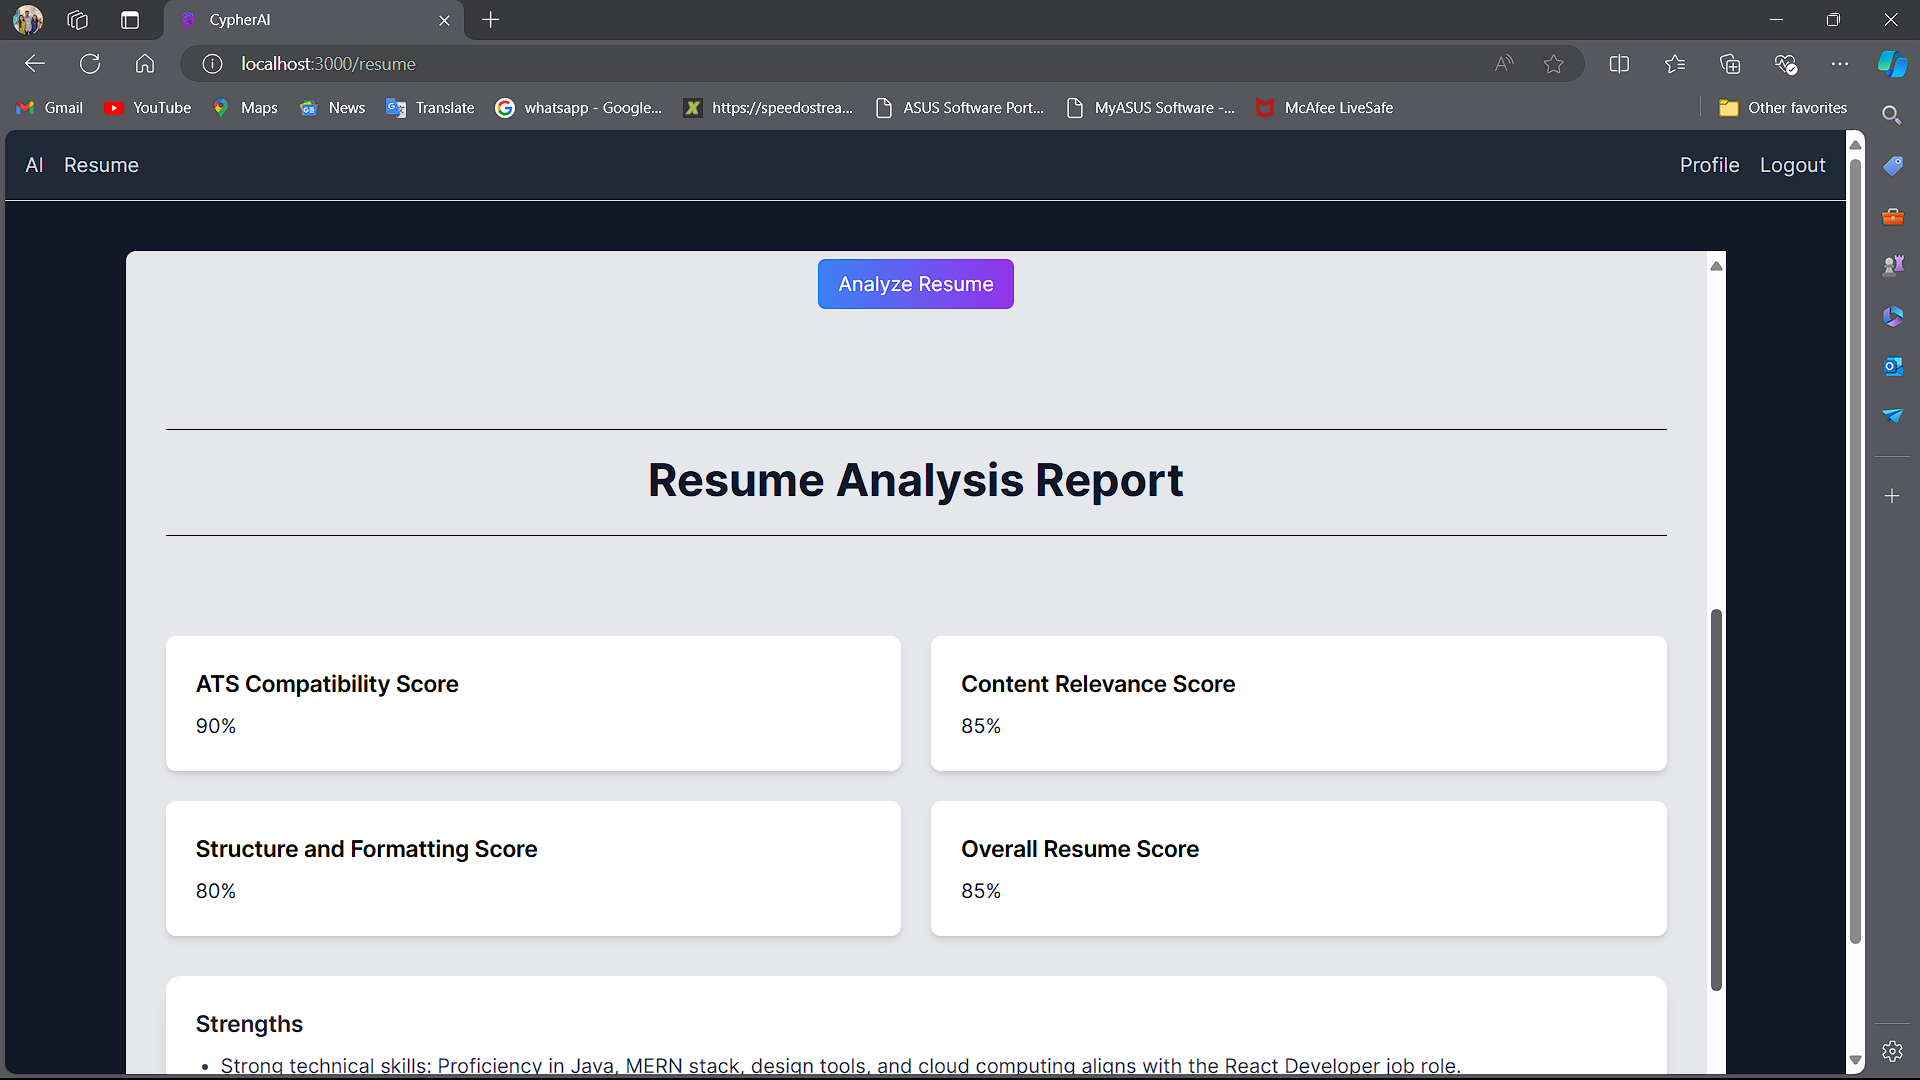 CypherAI
localhost:3000/resume
Gmail
YouTube
Maps
News
Translate
whatsapp - Google...
https://speedostrea...
ASUS Software Port...
MyASUS Software -...
McAfee LiveSafe
Other favorites
AI
Resume
Profile
Logout
Analyze Resume
Resume Analysis Report
ATS Compatibility Score
90%
Content Relevance Score
85%
Structure and Formatting Score
80%
Overall Resume Score
85%
Strengths
• Strong technical skills: Proficiency in Java, MERN stack, design tools, and cloud computing aligns with the React Developer job role.